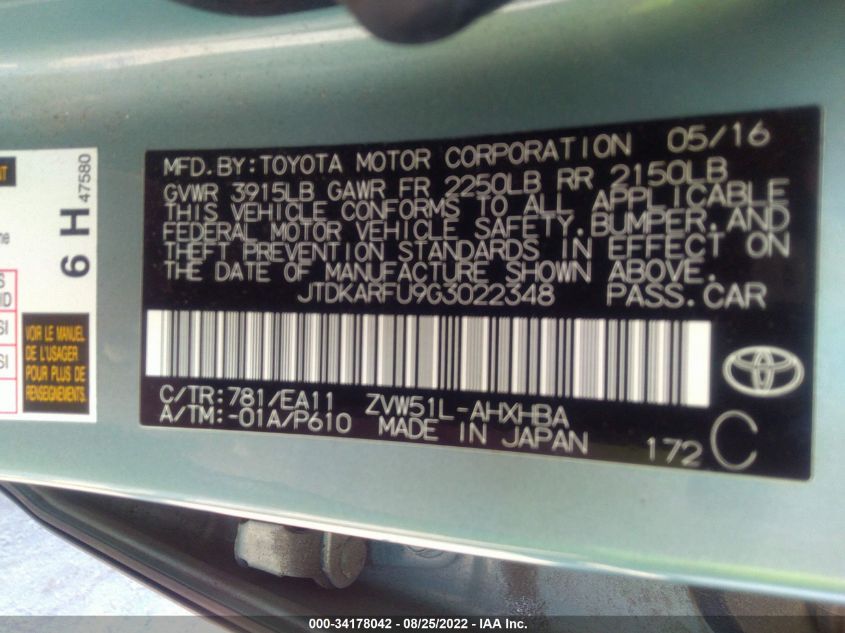 MFD.BY:TOYOTA MOTOR CORPORATION 05/16
GVWR 3915LB GAWR FR 2250LB RR 2150LB
THIS VEHICLE CONFORMS TO ALL APPLICABLE
FEDERAL MOTOR VEHICLE SAFETY,BUMPER,AND
THEFT PREVENTION STANDARDS IN EFFECT ON
THE DATE OF MANUFACTURE SHOWN ABOVE.
JTDKARFU9G3022348 PASS.CAR
C/TR:781/EA11 ZVW51L-AHXHBA
A/TM:-01A/P610 MADE IN JAPAN
172 C
6 H 47580
VOIR LE MANUEL
DE L'USAGER
POUR PLUS DE
RENSEIGNEMENTS.
000-34178042 - 08/25/2022 - IAA Inc.